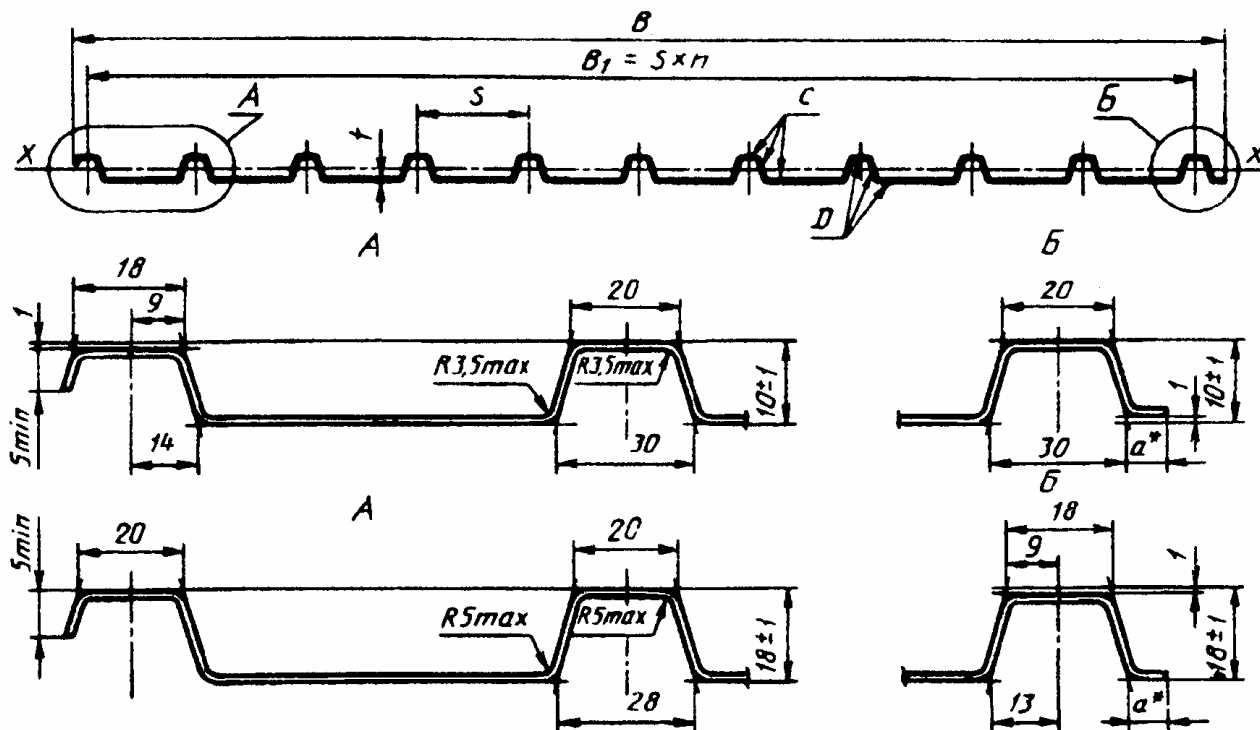 B
B₁ = S×n
A
S
C
Б
t
X
X
D
A
Б
18
9
1
20
20
R3,5max
R3,5max
10±1
1
10±1
5min
14
30
30
a*
A
Б
5min
20
20
18
9
1
R5max
R5max
18±1
18±1
28
13
a*